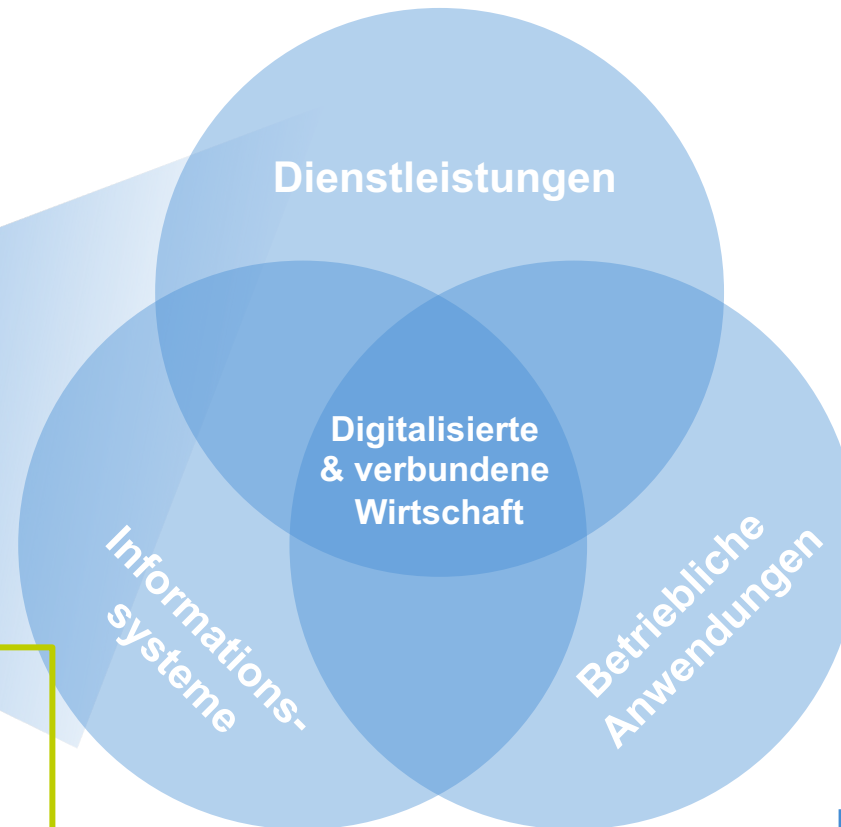 Dienstleistungen
Digitalisierte
& verbundene
Wirtschaft
Informations-
systeme
Betriebliche
Anwendungen